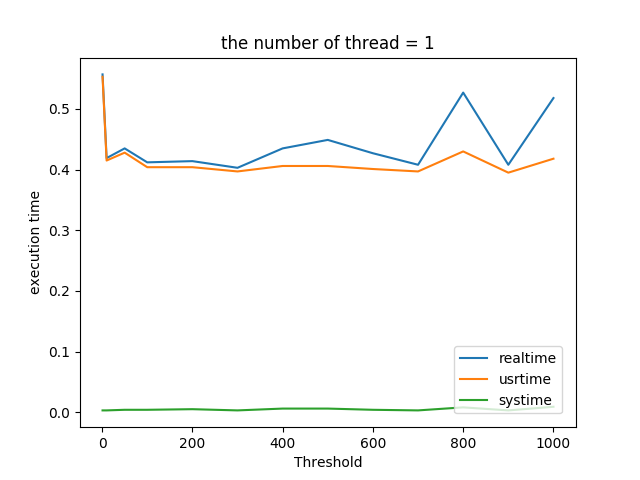 the number of thread = 1
execution time
0.5
0.4
0.3
0.2
0.1
0.0
realtime
usrtime
systime
0 200 400 600 800 1000
Threshold